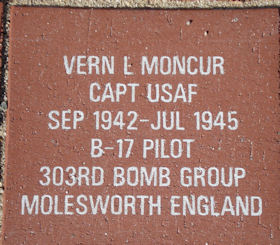 VERN L MONCUR
CAPT USAF
SEP 1942-JUL 1945
B-17 PILOT
303RD BOMB GROUP
MOLESWORTH ENGLAND